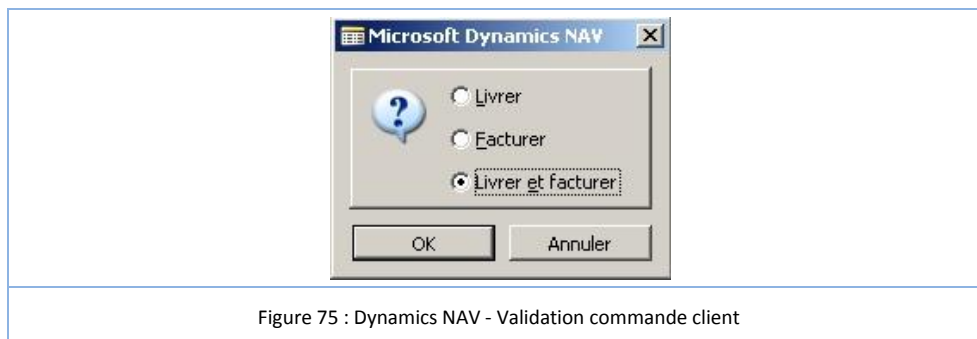 Microsoft Dynamics NAV
?
Livrer
Facturer
Livrer et facturer
OK Annuler
Figure 75 : Dynamics NAV - Validation commande client